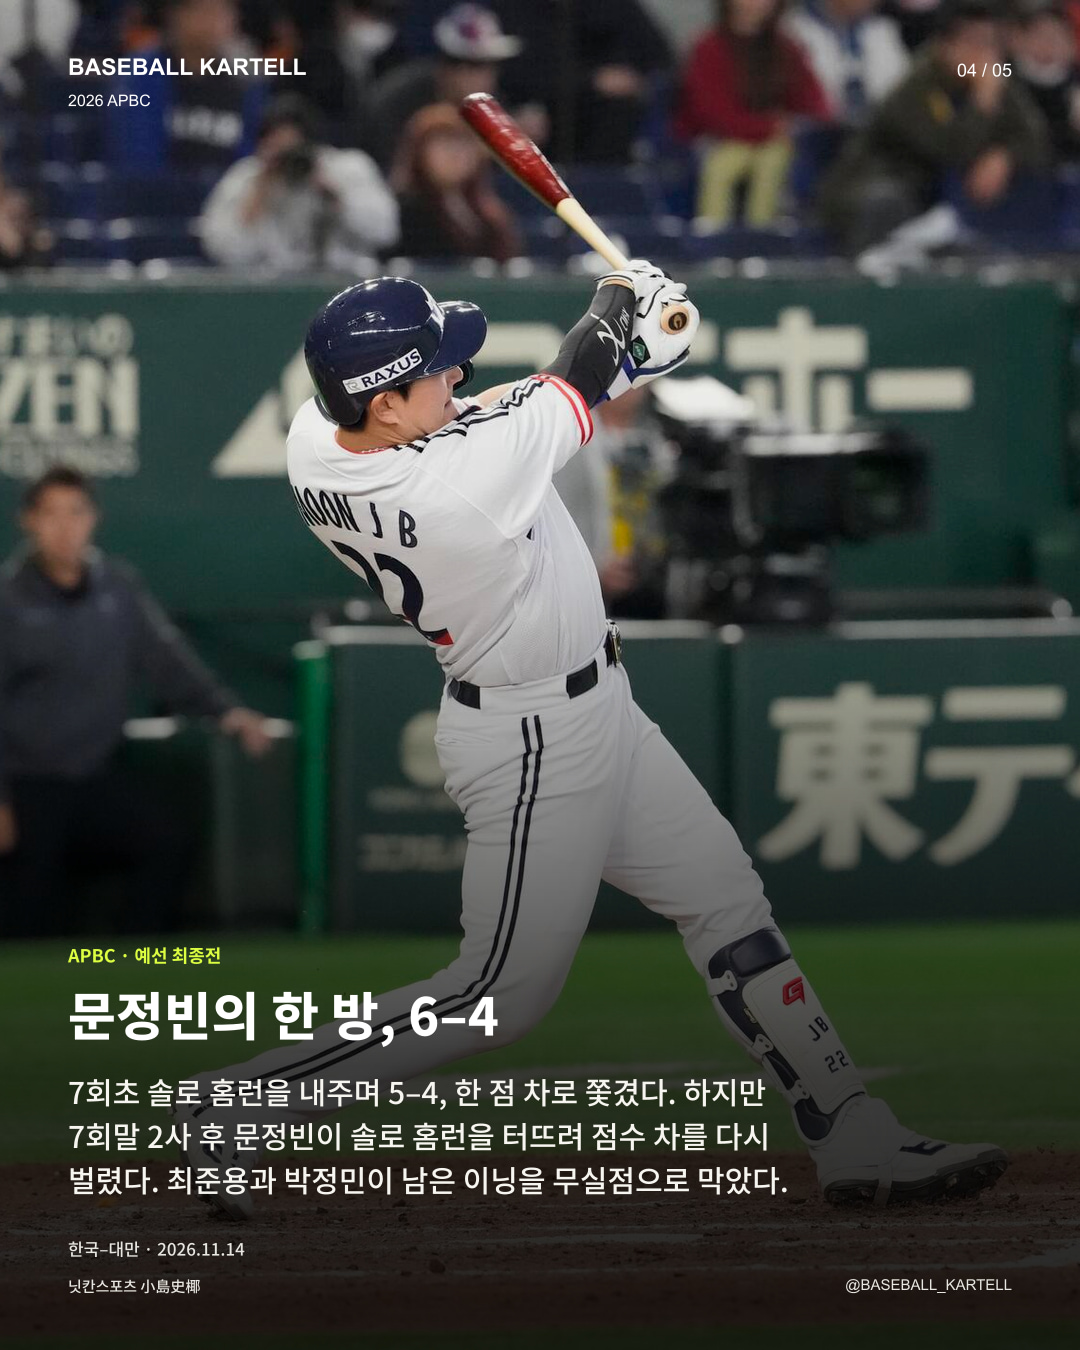 BASEBALL KARTELL
2026 APBC
04 / 05
RAXUS
MOON J B
22
ホー
東テ
JB
22
APBC · 예선 최종전
문정빈의 한 방, 6–4
7회초 솔로 홈런을 내주며 5–4, 한 점 차로 쫓겼다. 하지만
7회말 2사 후 문정빈이 솔로 홈런을 터뜨려 점수 차를 다시
벌렸다. 최준용과 박정민이 남은 이닝을 무실점으로 막았다.
한국–대만 · 2026.11.14
닛칸스포츠 小島史椰
@BASEBALL_KARTELL